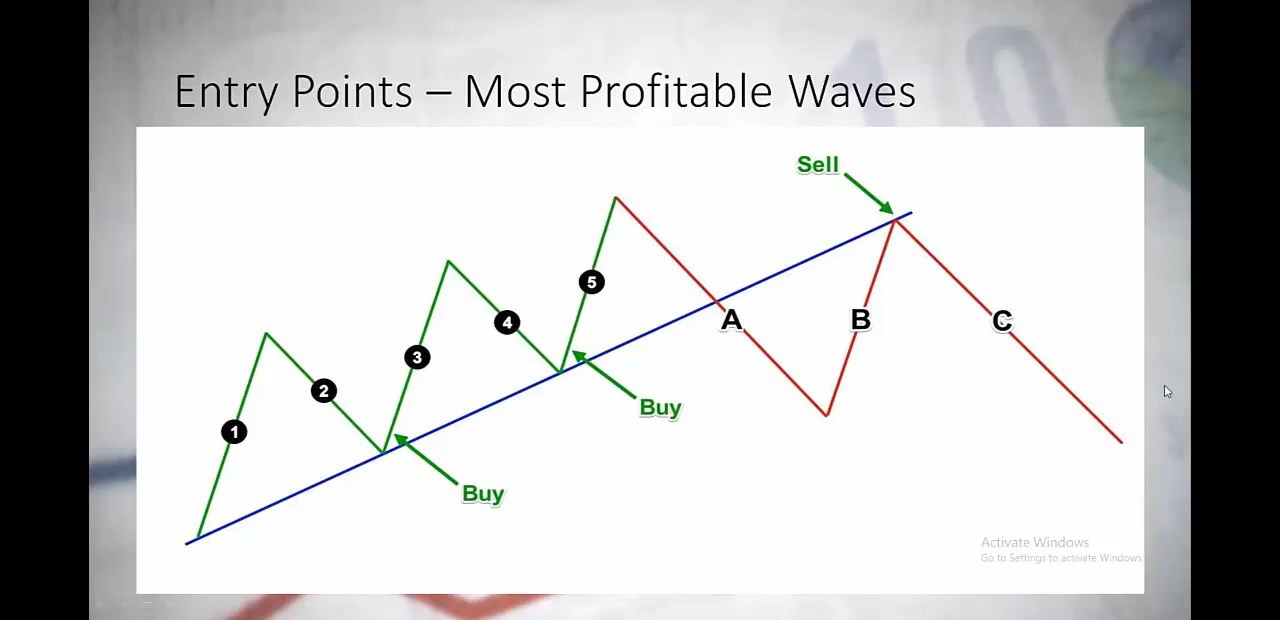 Entry Points – Most Profitable Waves
Sell
5
A
B
C
4
3
Buy
2
1
Buy
Activate Windows
Go to Settings to activate Windows.